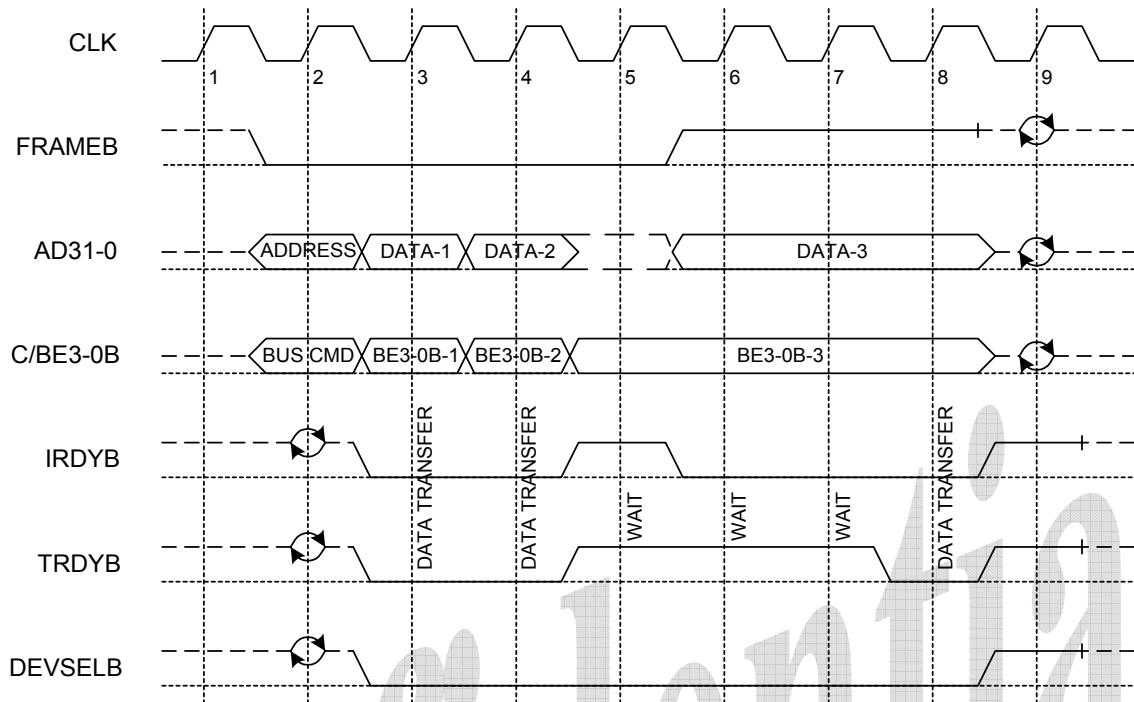 CLK
1 2 3 4 5 6 7 8 9
FRAMEB
AD31-0
ADDRESS DATA-1 DATA-2 DATA-3
C/BE3-0B
BUS CMD BE3-0B-1 BE3-0B-2 BE3-0B-3
IRDYB
DATA TRANSFER
DATA TRANSFER
WAIT
WAIT
WAIT
DATA TRANSFER
TRDYB
DEVSELB